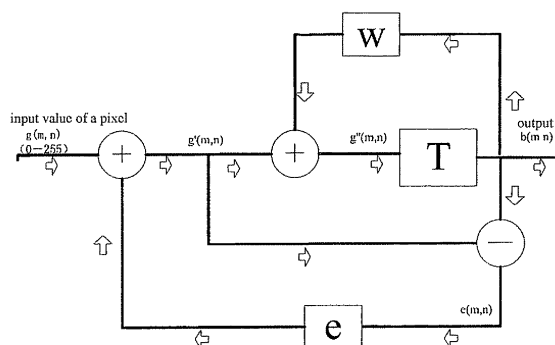 W
input value of a pixel
g(m, n)
(0—255)
+
g'(m,n)
+
g"(m,n)
T
output
b(m n)
—
e(m,n)
e